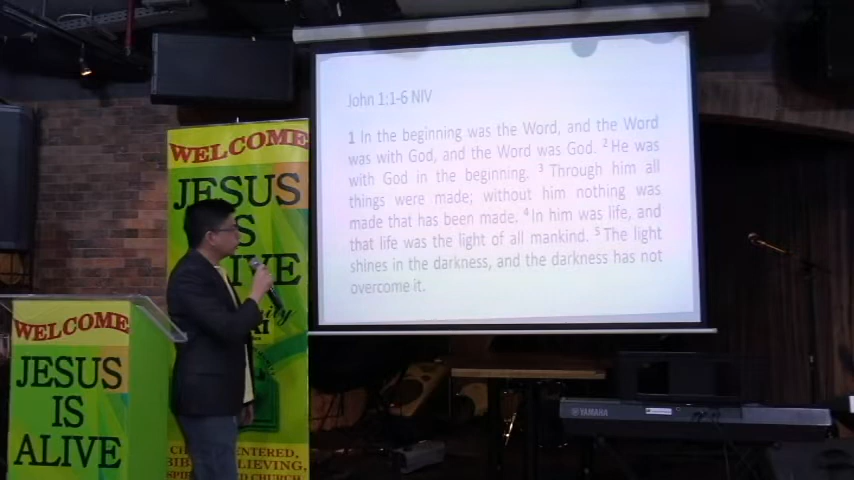 John 1:1-6 NIV
1 In the beginning was the Word, and the Word
was with God, and the Word was God. 2 He was
with God in the beginning. 3 Through him all
things were made; without him nothing was
made that has been made. 4 In him was life, and
that life was the light of all mankind. 5 The light
shines in the darkness, and the darkness has not
overcome it.
WELCOME
JESUS
IS
WELCOME
JESUS
IS
ALIVE
YAMAHA